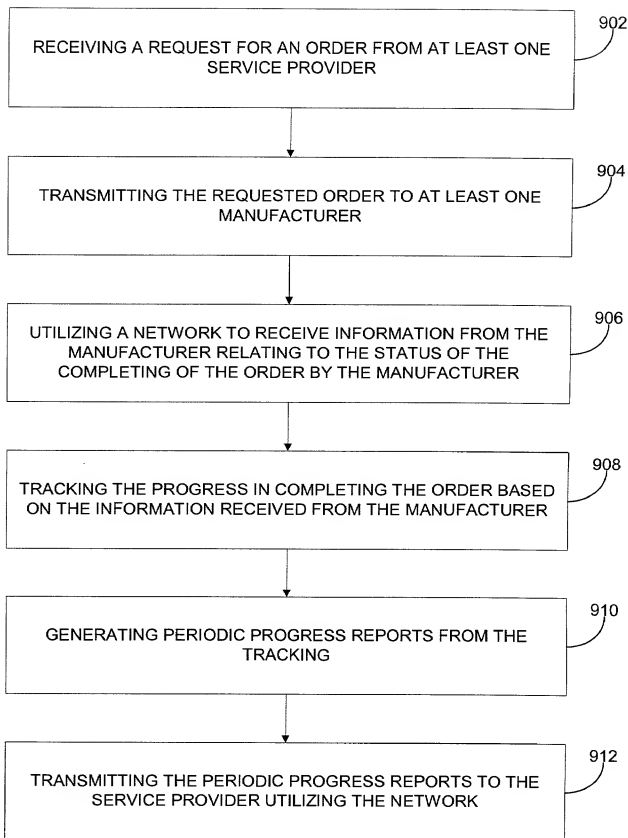 902
RECEIVING A REQUEST FOR AN ORDER FROM AT LEAST ONE
SERVICE PROVIDER
904
TRANSMITTING THE REQUESTED ORDER TO AT LEAST ONE
MANUFACTURER
906
UTILIZING A NETWORK TO RECEIVE INFORMATION FROM THE
MANUFACTURER RELATING TO THE STATUS OF THE
COMPLETING OF THE ORDER BY THE MANUFACTURER
908
TRACKING THE PROGRESS IN COMPLETING THE ORDER BASED
ON THE INFORMATION RECEIVED FROM THE MANUFACTURER
910
GENERATING PERIODIC PROGRESS REPORTS FROM THE
TRACKING
912
TRANSMITTING THE PERIODIC PROGRESS REPORTS TO THE
SERVICE PROVIDER UTILIZING THE NETWORK